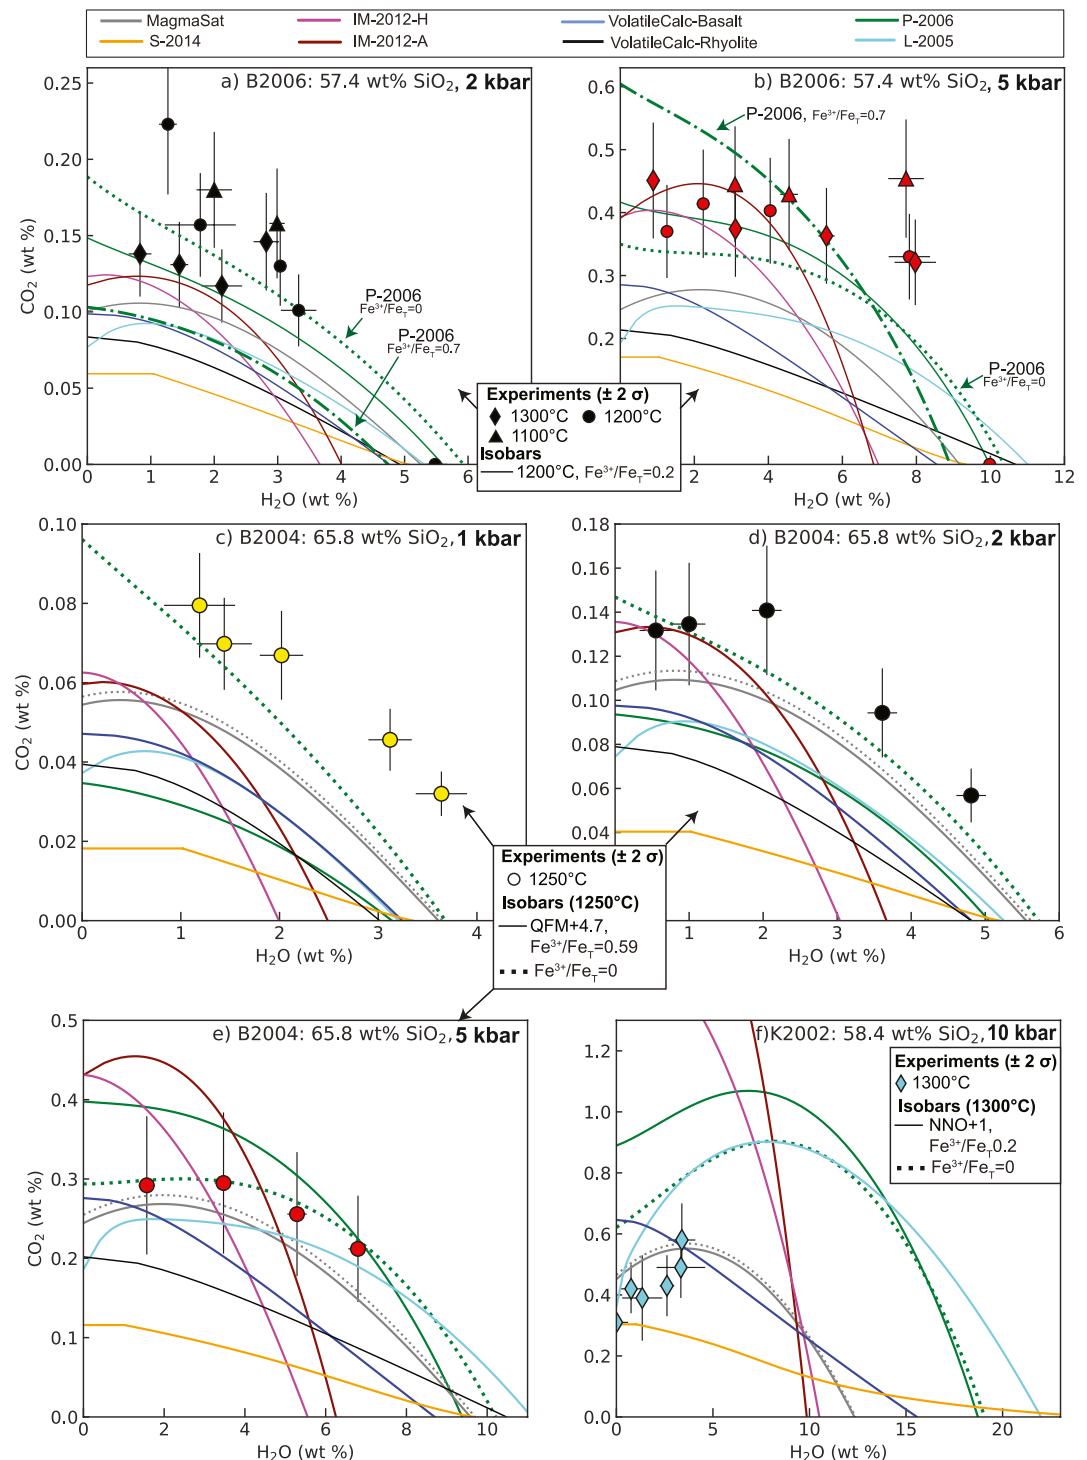 MagmaSat
IM-2012-H
VolatileCalc-Basalt
P-2006
S-2014
IM-2012-A
VolatileCalc-Rhyolite
L-2005
a) B2006: 57.4 wt% SiO₂, 2 kbar
0.25
0.20
0.15
0.10
0.05
0.00
CO₂ (wt %)
0 1 2 3 4 5 6
H₂O (wt %)
P-2006
Fe³⁺/Fe_T=0
P-2006
Fe³⁺/Fe_T=0.7
b) B2006: 57.4 wt% SiO₂, 5 kbar
0.6
0.5
0.4
0.3
0.2
P-2006, Fe³⁺/Fe_T=0.7
P-2006
Fe³⁺/Fe_T=0
2 4 6 8 10 12
H₂O (wt %)
Experiments (± 2 σ)
1300°C 1200°C
1100°C
Isobars
1200°C, Fe³⁺/Fe_T=0.2
c) B2004: 65.8 wt% SiO₂, 1 kbar
0.10
0.08
0.06
0.04
0.02
0.00
CO₂ (wt %)
0 1 2 3 4
H₂O (wt %)
d) B2004: 65.8 wt% SiO₂, 2 kbar
0.18
0.16
0.14
0.12
0.10
0.08
0.06
0.04
1 2 3 4 5 6
H₂O (wt %)
Experiments (± 2 σ)
1250°C
Isobars (1250°C)
QFM+4.7,
Fe³⁺/Fe_T=0.59
Fe³⁺/Fe_T=0
e) B2004: 65.8 wt% SiO₂, 5 kbar
0.5
0.4
0.3
0.2
0.1
0.0
CO₂ (wt %)
0 2 4 6 8 10
H₂O (wt %)
f)K2002: 58.4 wt% SiO₂, 10 kbar
1.2
1.0
0.8
0.6
0.4
0.2
0.0
0 5 10 15 20
H₂O (wt %)
Experiments (± 2 σ)
1300°C
Isobars (1300°C)
NNO+1,
Fe³⁺/Fe_T0.2
Fe³⁺/Fe_T=0